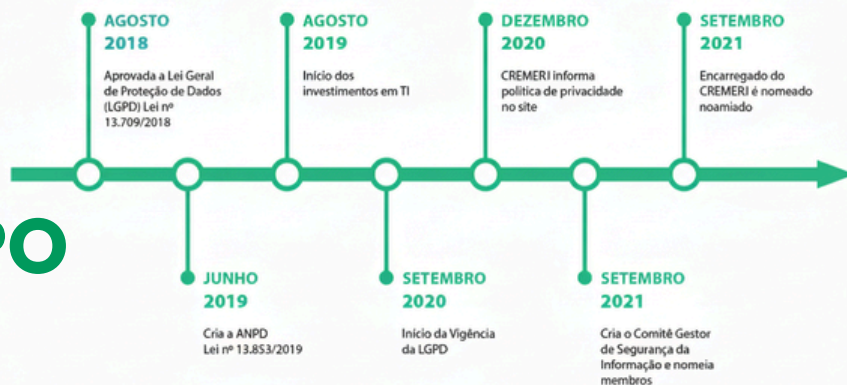 AGOSTO
2018
Aprovada a Lei Geral
de Proteção de Dados
(LGPD) Lei nº
13.709/2018
AGOSTO
2019
Início dos
investimentos em TI
DEZEMBRO
2020
CREMERJ informa
política de privacidade
no site
SETEMBRO
2021
Encarregado do
CREMERJ é nomeado
noamiado
PO
JUNHO
2019
Cria a ANPD
Lei nº 13.853/2019
SETEMBRO
2020
Início da Vigência
da LGPD
SETEMBRO
2021
Cria o Comitê Gestor
de Segurança da
Informação e nomeia
membros